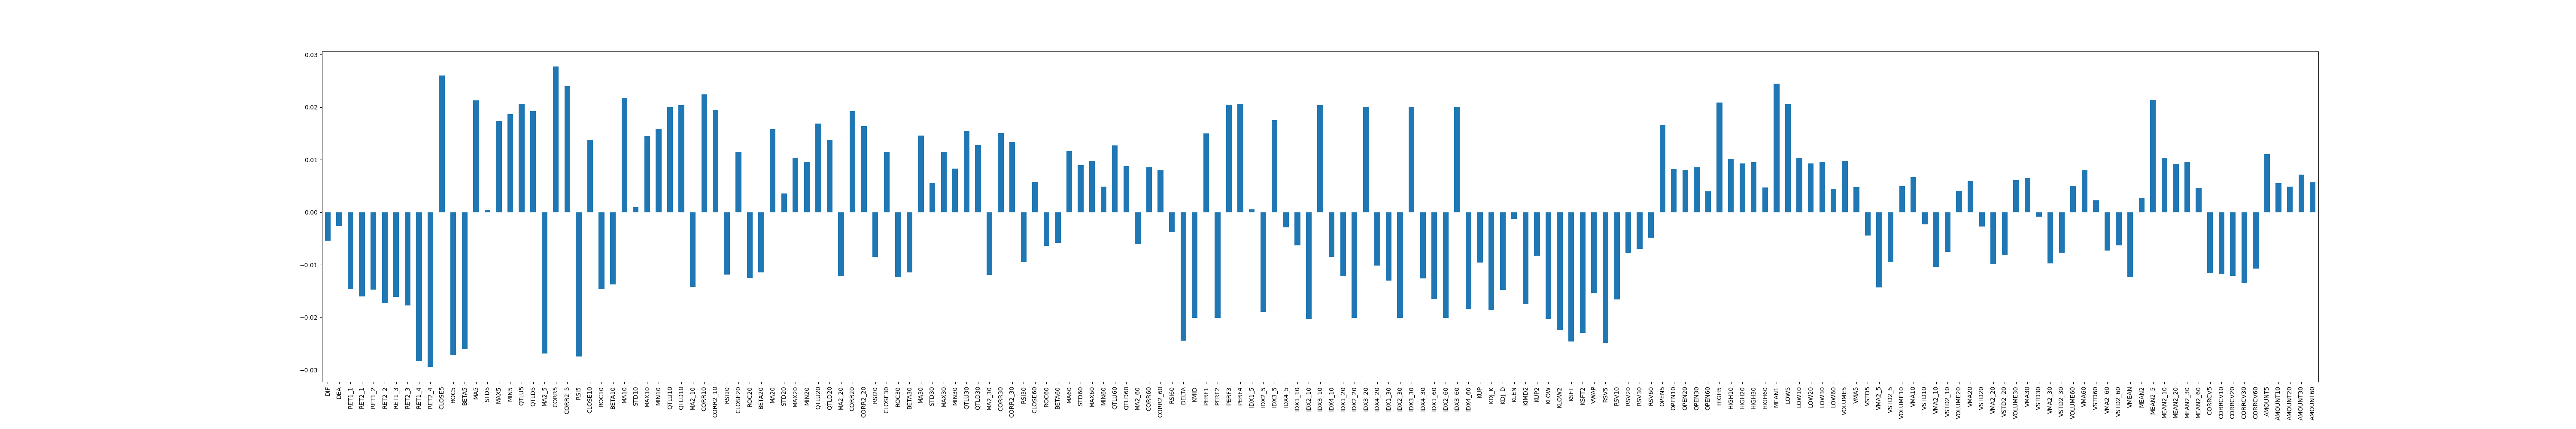 0.03
0.02
0.01
0.00
−0.01
−0.02
−0.03
DIF
DEA
RET1_1
RET2_1
RET1_2
RET2_2
RET1_3
RET2_3
RET1_4
RET2_4
CLOSE5
ROC5
BETA5
MA5
STD5
MAX5
MIN5
QTLU5
QTLD5
MA2_5
CORR5
CORR2_5
RSI5
CLOSE10
ROC10
BETA10
MA10
STD10
MAX10
MIN10
QTLU10
QTLD10
MA2_10
CORR10
CORR2_10
RSI10
CLOSE20
ROC20
BETA20
MA20
STD20
MAX20
MIN20
QTLU20
QTLD20
MA2_20
CORR20
CORR2_20
RSI20
CLOSE30
ROC30
BETA30
MA30
STD30
MAX30
MIN30
QTLU30
QTLD30
MA2_30
CORR30
CORR2_30
RSI30
CLOSE60
ROC60
BETA60
MA60
STD60
MAX60
MIN60
QTLU60
QTLD60
MA2_60
CORR60
CORR2_60
RSI60
DELTA
KMID
PERF1
PERF2
PERF3
PERF4
IDX1_5
IDX2_5
IDX3_5
IDX4_5
IDX1_10
IDX2_10
IDX3_10
IDX4_10
IDX1_20
IDX2_20
IDX3_20
IDX4_20
IDX1_30
IDX2_30
IDX3_30
IDX4_30
IDX1_60
IDX2_60
IDX3_60
IDX4_60
KUP
KDJ_K
KDJ_D
KLEN
KMID2
KUP2
KLOW
KLOW2
KSFT
KSFT2
VWAP
RSV5
RSV10
RSV20
RSV30
RSV60
OPEN5
OPEN10
OPEN20
OPEN30
OPEN60
HIGH5
HIGH10
HIGH20
HIGH30
HIGH60
MEAN1
LOW5
LOW10
LOW20
LOW30
LOW60
VOLUME5
VMA5
VSTD5
VMA2_5
VSTD2_5
VOLUME10
VMA10
VSTD10
VMA2_10
VSTD2_10
VOLUME20
VMA20
VSTD20
VMA2_20
VSTD2_20
VOLUME30
VMA30
VSTD30
VMA2_30
VSTD2_30
VOLUME60
VMA60
VSTD60
VMA2_60
VSTD2_60
VMEAN
MEAN2
MEAN2_5
MEAN2_10
MEAN2_20
MEAN2_30
MEAN2_60
CORRCV5
CORRCV10
CORRCV20
CORRCV30
CORRCV60
AMOUNT5
AMOUNT10
AMOUNT20
AMOUNT30
AMOUNT60